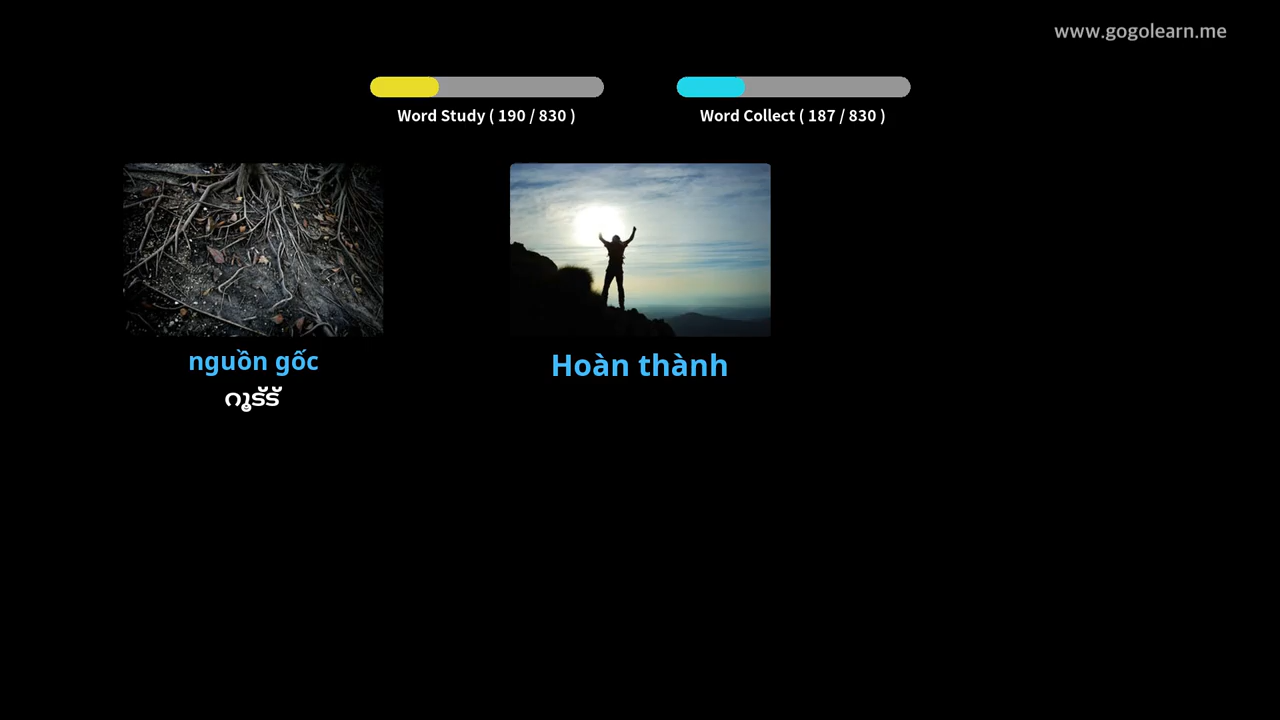 www.gogolearn.me
Word Study ( 190 / 830 )
Word Collect ( 187 / 830 )
nguồn gốc
റൂട്ട്
Hoàn thành